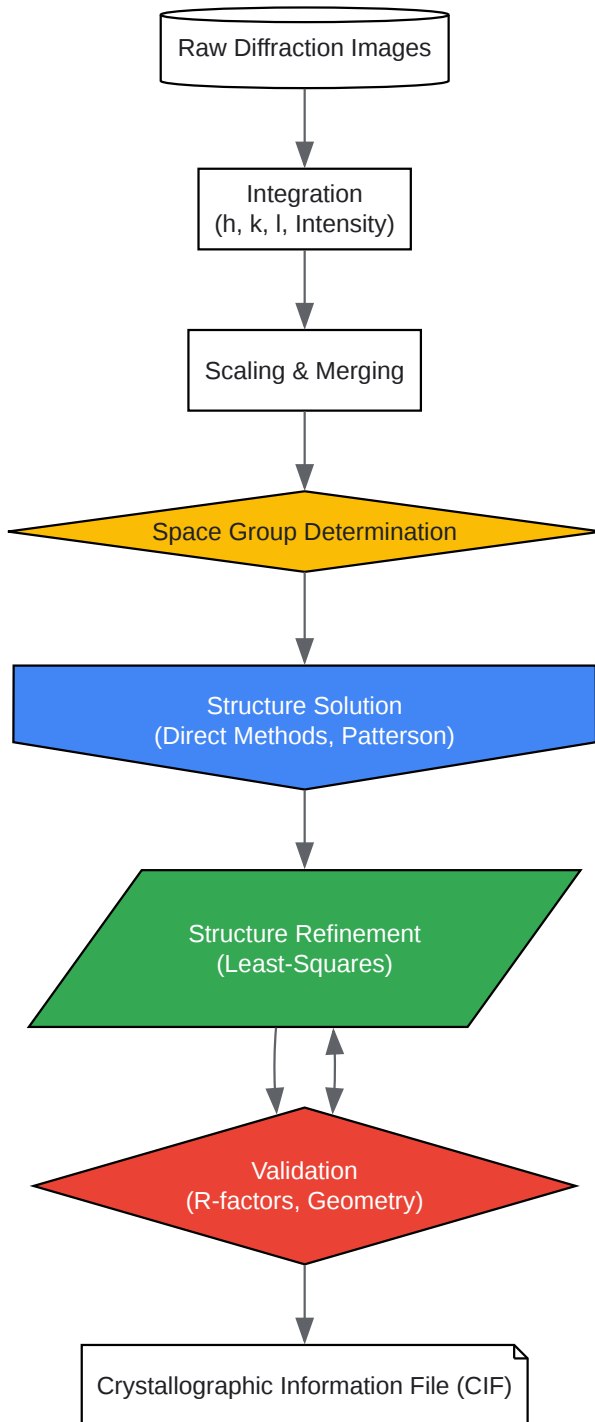 Raw Diffraction Images
Integration
(h, k, l, Intensity)
Scaling & Merging
Space Group Determination
Structure Solution
(Direct Methods, Patterson)
Structure Refinement
(Least-Squares)
Validation
(R-factors, Geometry)
Crystallographic Information File (CIF)